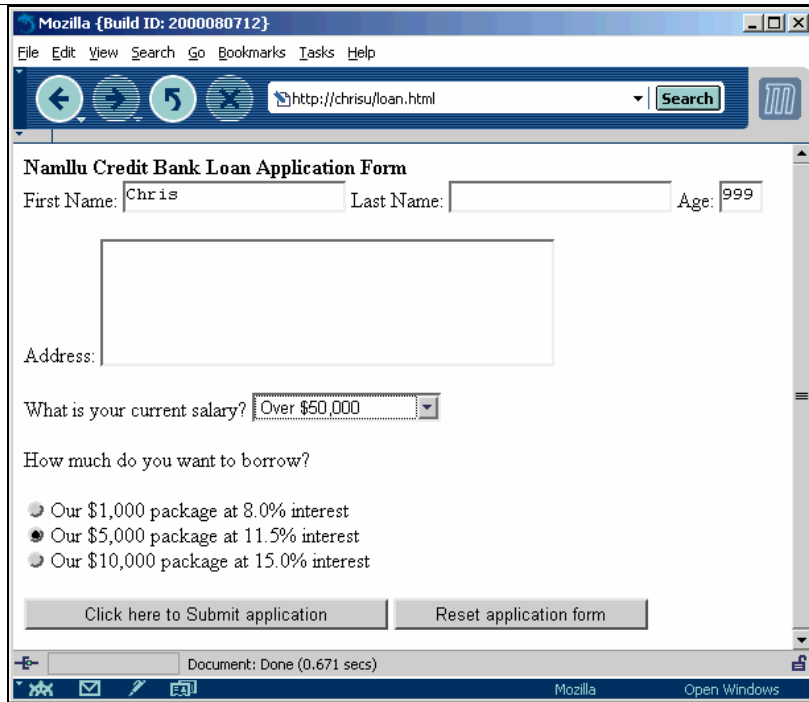 Mozilla {Build ID: 2000080712}
File Edit View Search Go Bookmarks Tasks Help
http://chrisu/loan.html Search
Namllu Credit Bank Loan Application Form
First Name: Chris Last Name: Age: 999
Address:
What is your current salary? Over $50,000
How much do you want to borrow?
Our $1,000 package at 8.0% interest
Our $5,000 package at 11.5% interest
Our $10,000 package at 15.0% interest
Click here to Submit application Reset application form
Document: Done (0.671 secs)
Mozilla Open Windows